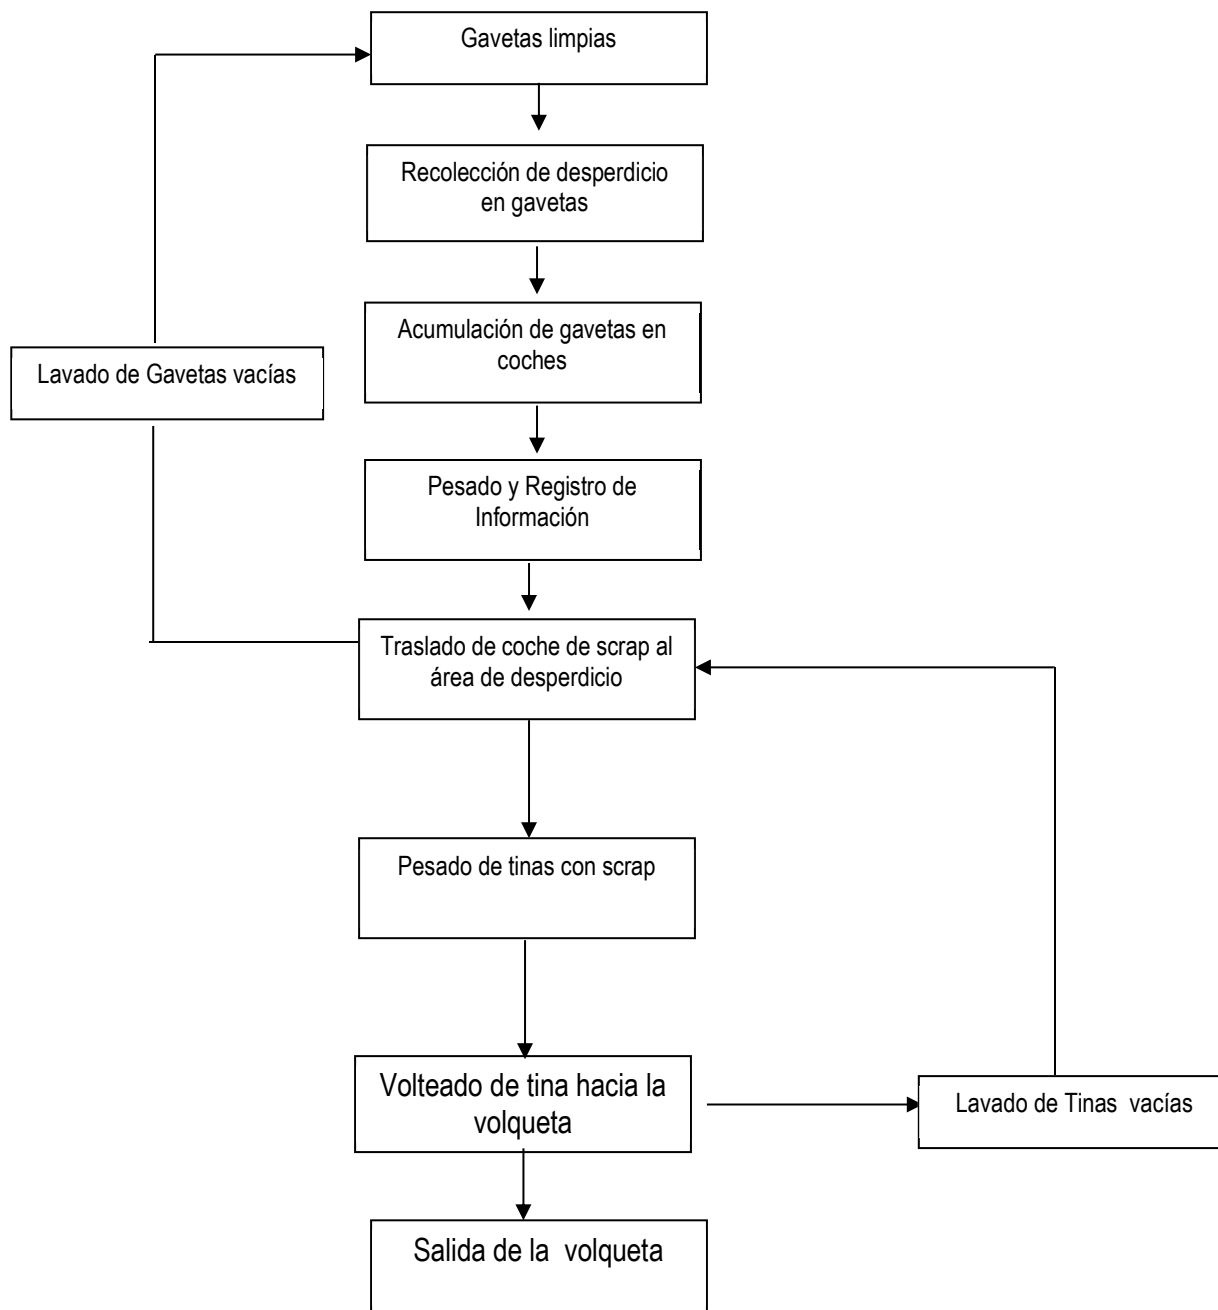 Gavetas limpias
Recolección de desperdicio
en gavetas
Acumulación de gavetas en
coches
Lavado de Gavetas vacías
Pesado y Registro de
Información
Traslado de coche de scrap al
área de desperdicio
Pesado de tinas con scrap
Volteado de tina hacia la
volqueta
Lavado de Tinas vacías
Salida de la volqueta